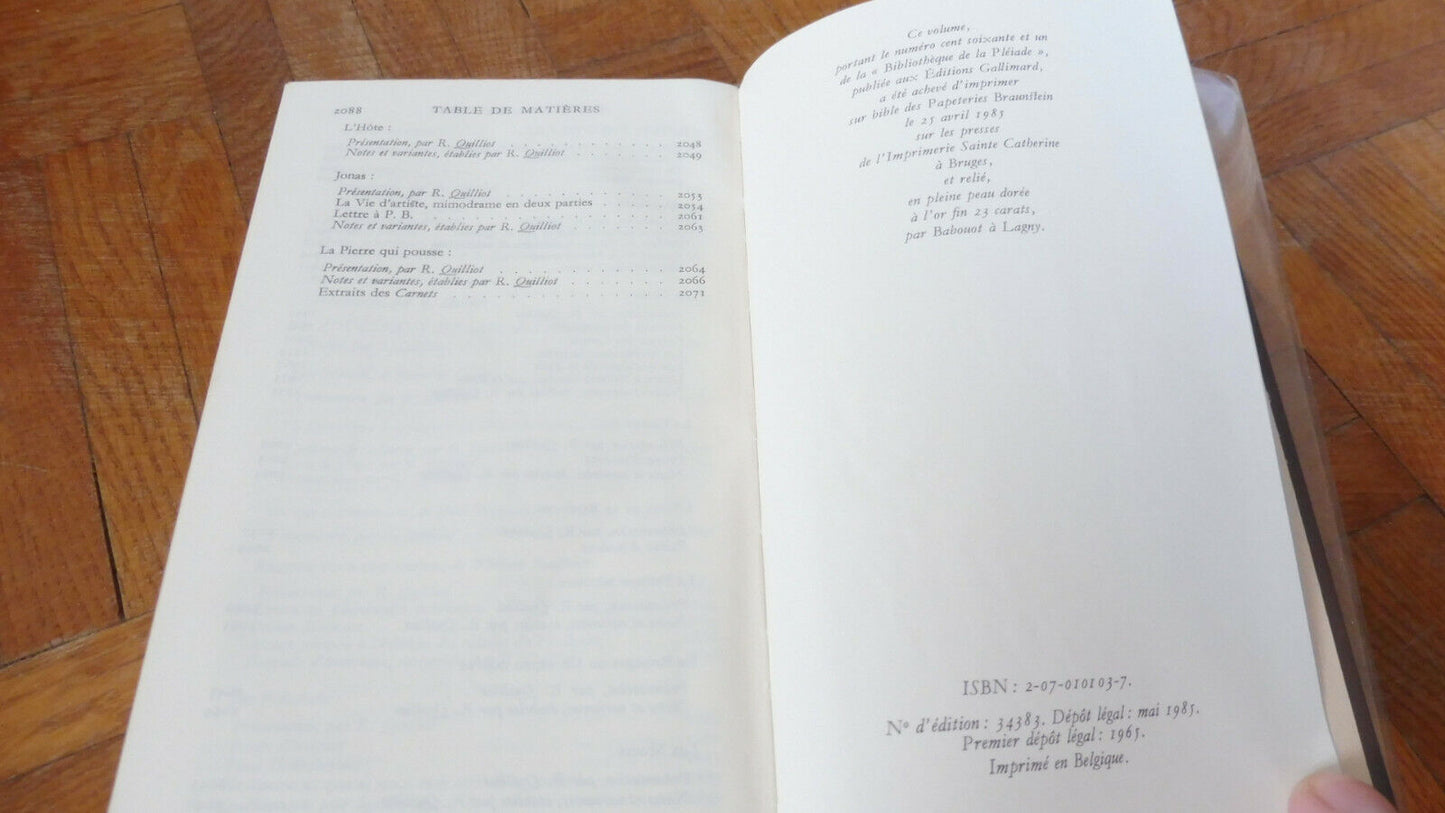 2088 TABLE DE MATIÈRES
L'Hôte :
Présentation, par R. Quilliot . . . . . . . . . . . . 2048
Notes et variantes, établies par R. Quilliot . . . . . . . 2049
Jonas :
Présentation, par R. Quilliot . . . . . . . . . . . . 2053
La Vie d'artiste, mimodrame en deux parties . . . . . 2054
Lettre à P. B. . . . . . . . . . . . . . . . . . . 2061
Notes et variantes, établies par R. Quilliot . . . . . . . 2063
La Pierre qui pousse :
Présentation, par R. Quilliot . . . . . . . . . . . . 2064
Notes et variantes, établies par R. Quilliot . . . . . . . 2066
Extraits des Carnets . . . . . . . . . . . . . . . 2071
Ce volume,
portant le numéro cent soixante et un
de la « Bibliothèque de la Pléiade »,
publiée aux Éditions Gallimard,
a été achevé d'imprimer
sur bible des Papeteries Braunstein
le 25 avril 1985
sur les presses
de l'Imprimerie Sainte Catherine
à Bruges,
et relié,
en pleine peau dorée
à l'or fin 23 carats,
par Babouot à Lagny.
ISBN : 2-07-010103-7.
N° d'édition : 34383. Dépôt légal : mai 1985.
Premier dépôt légal : 1965.
Imprimé en Belgique.